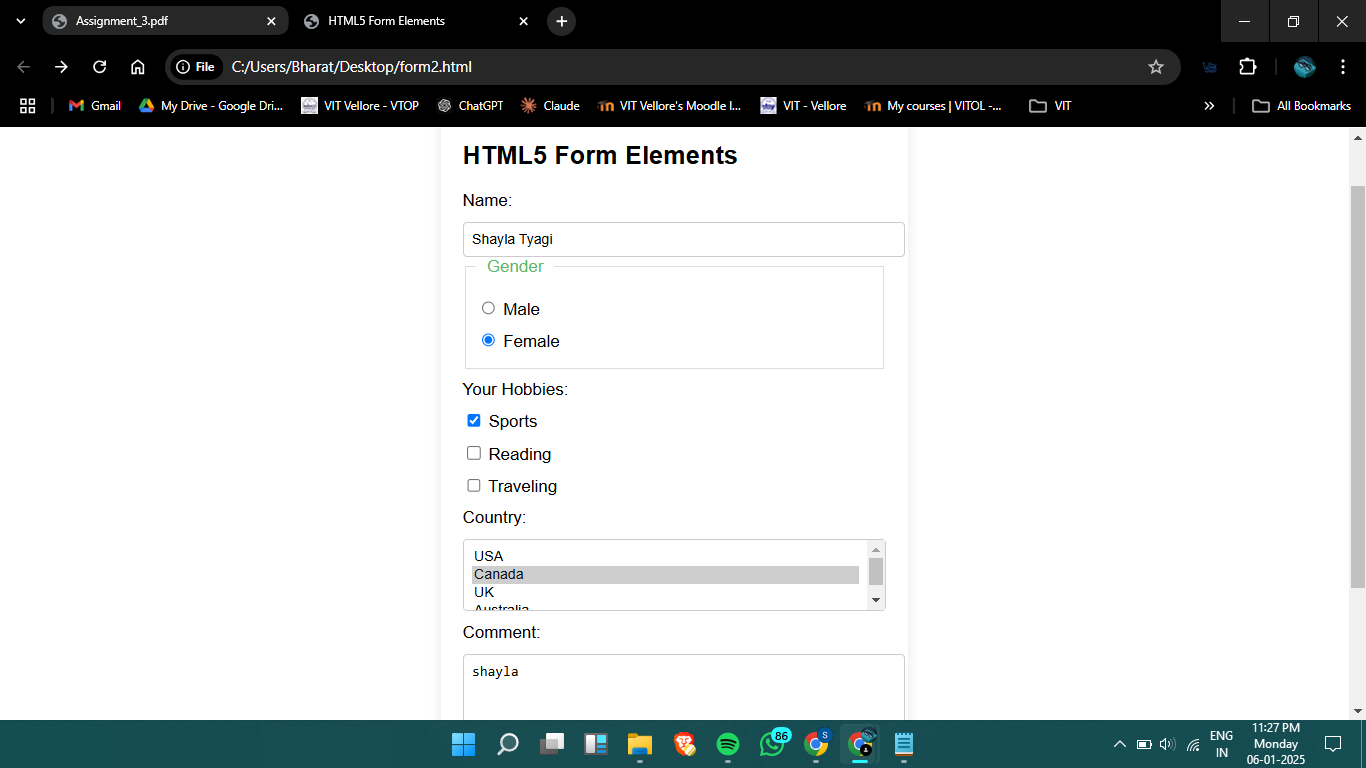 Assignment_3.pdf
HTML5 Form Elements
File
C:/Users/Bharat/Desktop/form2.html
Gmail
My Drive - Google Dri...
VIT Vellore - VTOP
ChatGPT
Claude
VIT Vellore's Moodle l...
VIT - Vellore
My courses | VITOL -...
VIT
All Bookmarks
HTML5 Form Elements
Name:
Shayla Tyagi
Gender
Male
Female
Your Hobbies:
Sports
Reading
Traveling
Country:
USA
Canada
UK
Australia
Comment:
shayla
86
S
ENG
IN
11:27 PM
Monday
06-01-2025